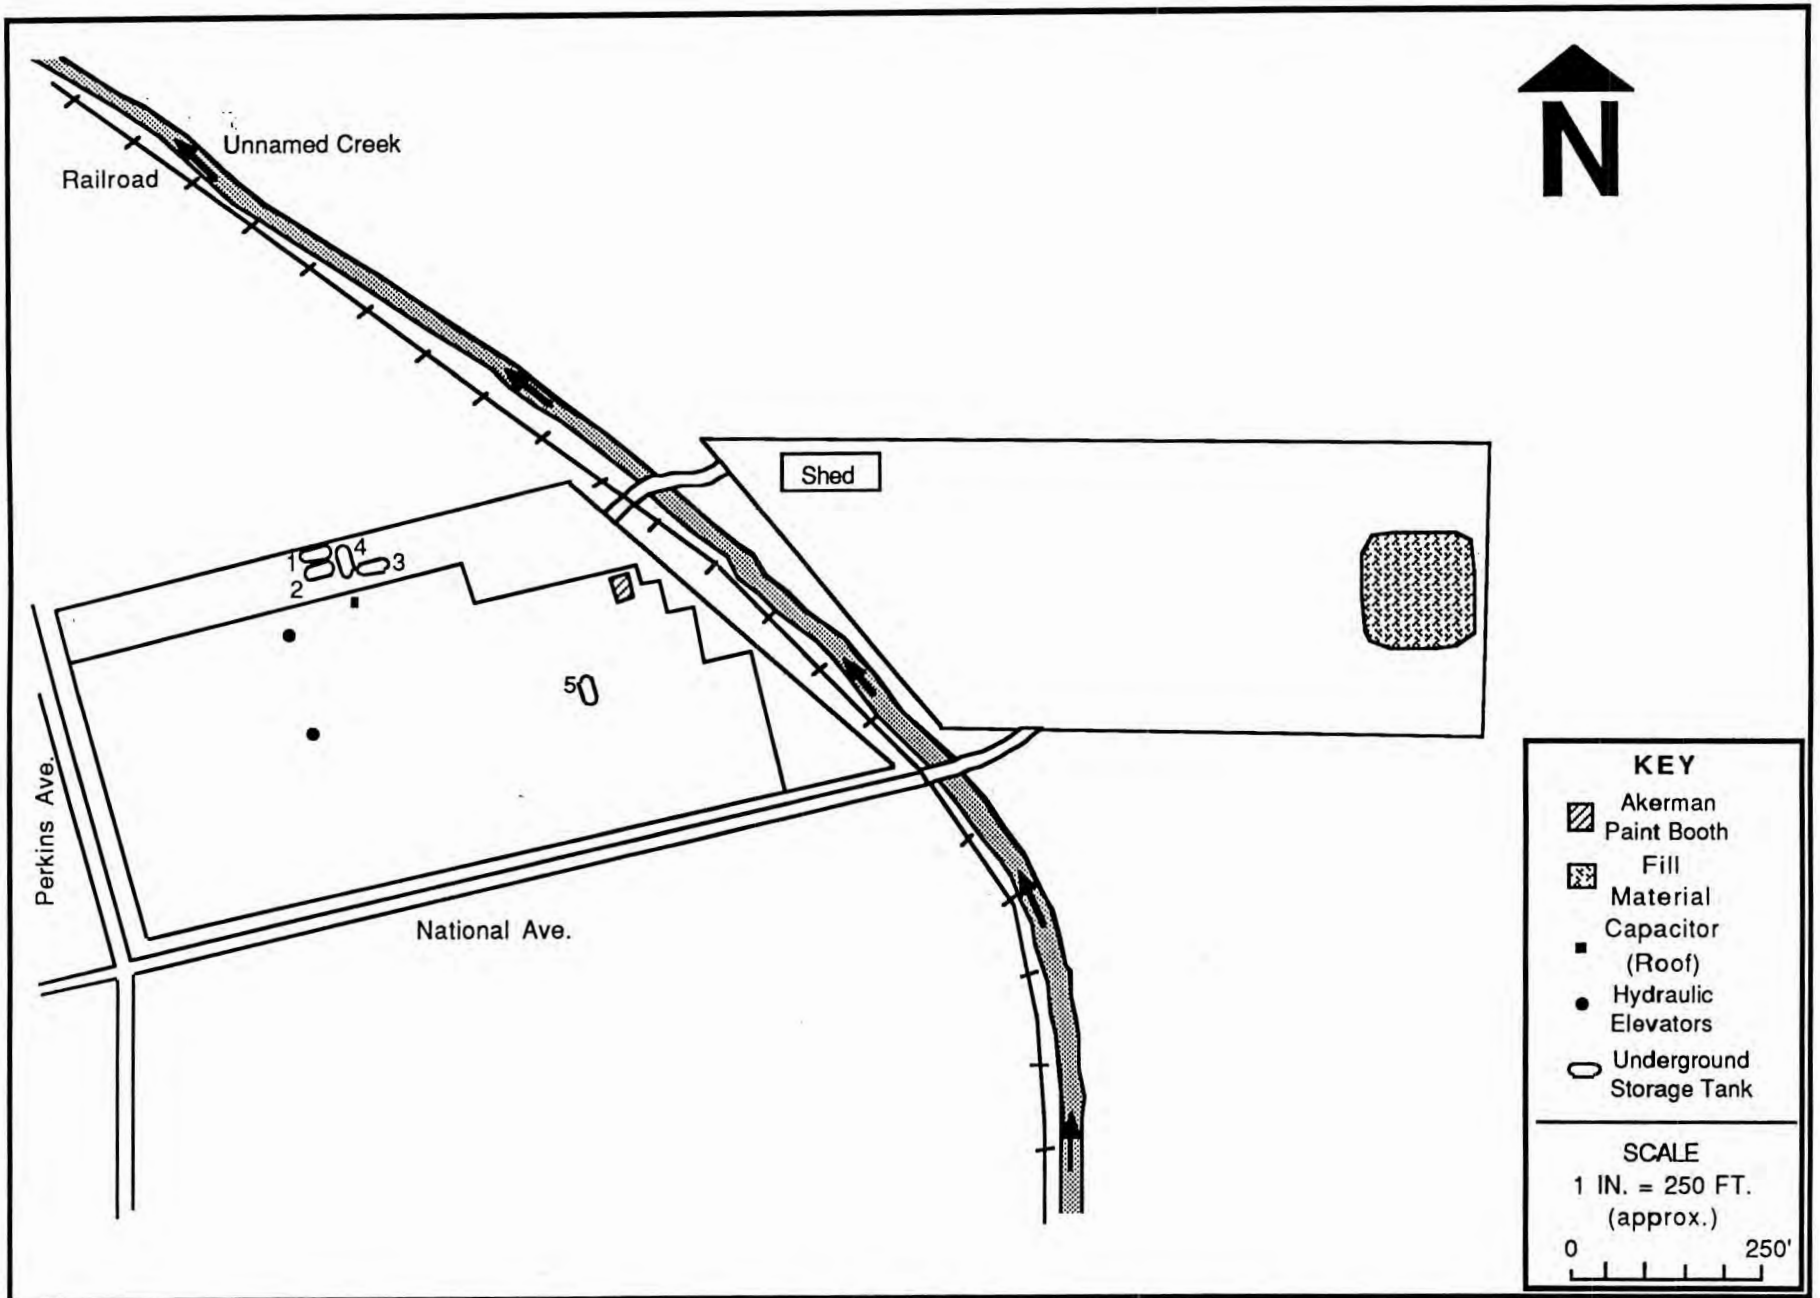 N
Unnamed Creek
Railroad
Shed
1
4
3
2
5
Perkins Ave.
National Ave.
KEY
Akerman
Paint Booth
Fill
Material
Capacitor
(Roof)
Hydraulic
Elevators
Underground
Storage Tank
SCALE
1 IN. = 250 FT.
(approx.)
0 250'